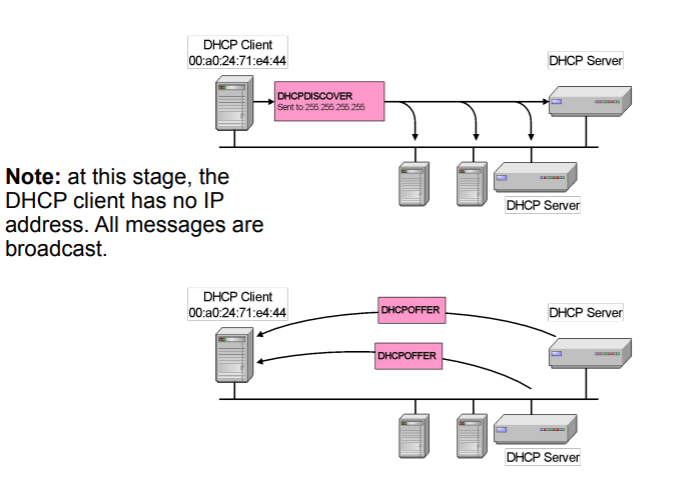 DHCP Client
00:a0:24:71:e4:44
DHCP Server
DHCPDISCOVER
Sent to 255.255.255.255
DHCP Server
Note: at this stage, the
DHCP client has no IP
address. All messages are
broadcast.
DHCP Client
00:a0:24:71:e4:44
DHCPOFFER
DHCP Server
DHCPOFFER
DHCP Server